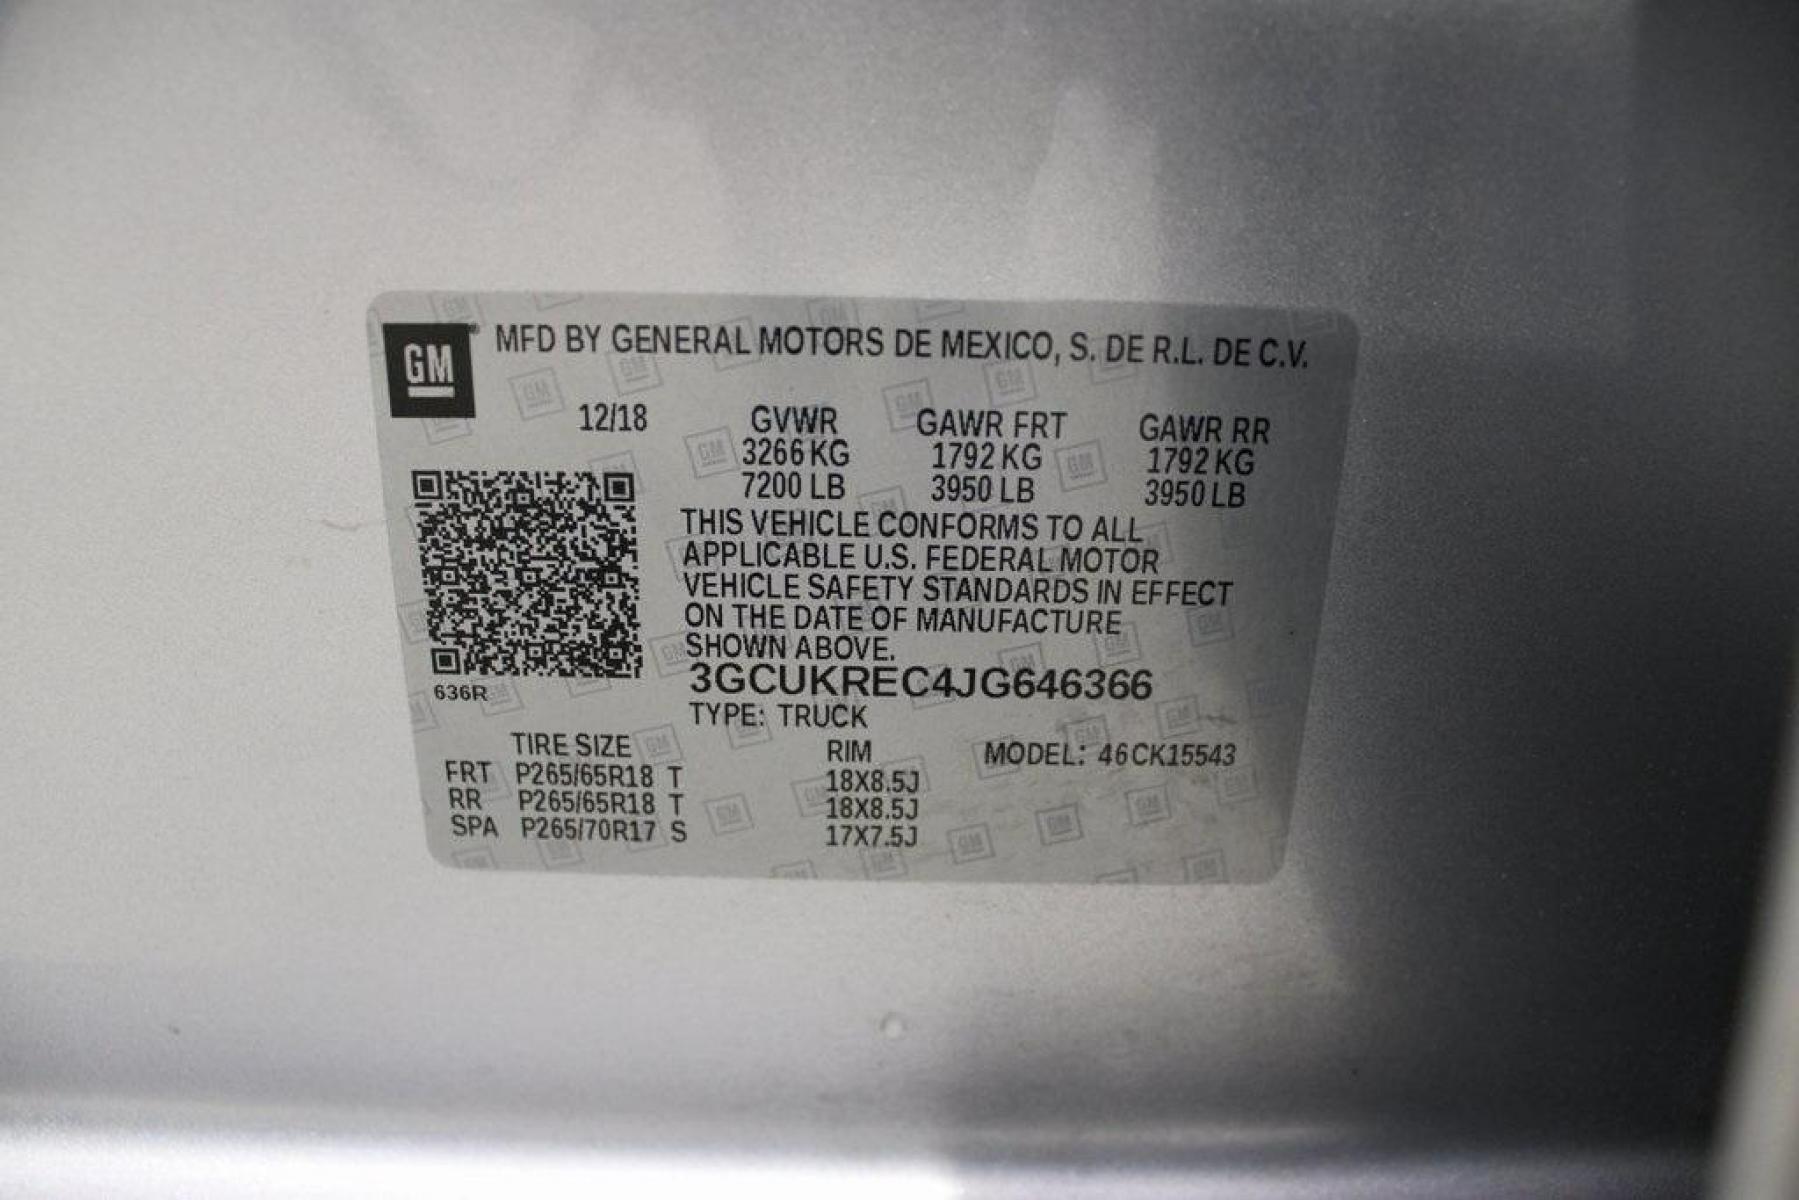 GM
MFD BY GENERAL MOTORS DE MEXICO, S. DE R.L. DE C.V.
12/18 GVWR GAWR FRT GAWR RR
3266 KG 1792 KG 1792 KG
7200 LB 3950 LB 3950 LB
THIS VEHICLE CONFORMS TO ALL
APPLICABLE U.S. FEDERAL MOTOR
VEHICLE SAFETY STANDARDS IN EFFECT
ON THE DATE OF MANUFACTURE
SHOWN ABOVE.
3GCUKREC4JG646366
636R
TYPE: TRUCK
TIRE SIZE RIM MODEL: 46CK15543
FRT P265/65R18 T 18X8.5J
RR P265/65R18 T 18X8.5J
SPA P265/70R17 S 17X7.5J